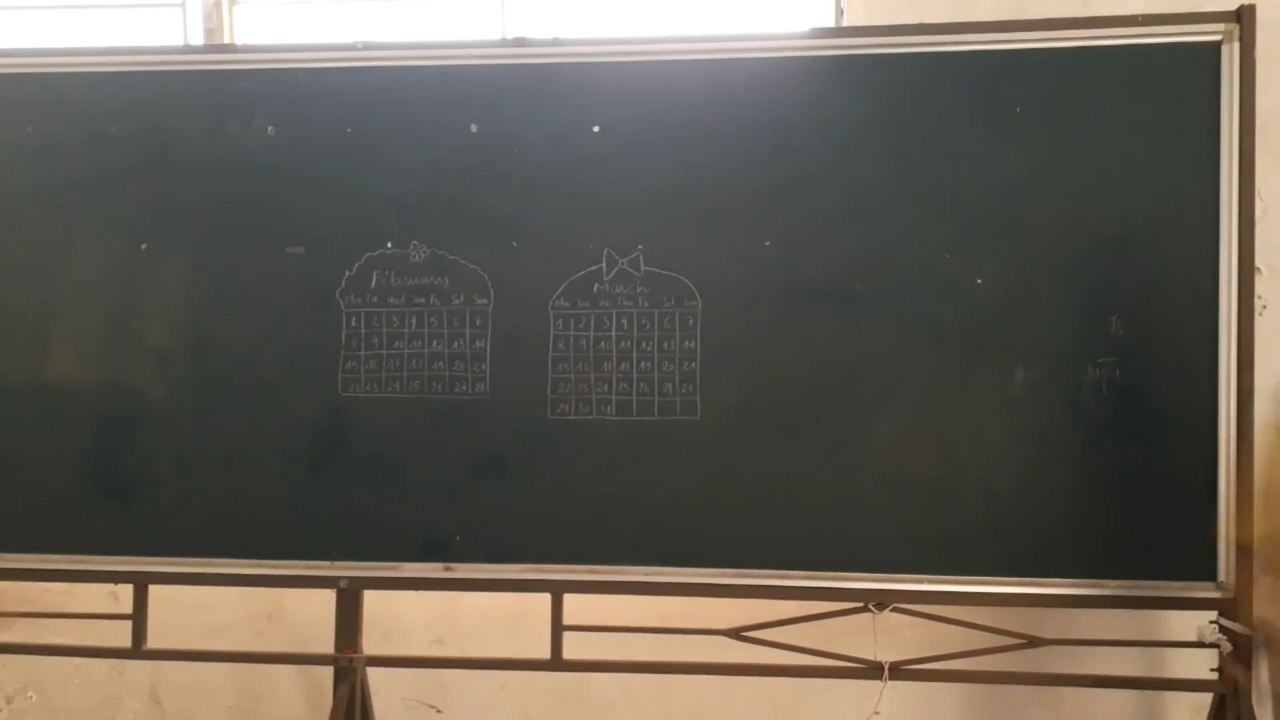 Febuary
Mo Tu Wed Thu Fr Sat Sun
1 2 3 4 5 6 7
8 9 10 11 12 13 14
15 16 17 19 20 21
22 23 24 25 26 27 28
March
Mo Tu We Thu Fr Sat Sun
1 2 3 4 5 6 7
8 9 10 11 12 13 14
15 16 17 18 19 20 21
22 23 24 25 26 28
29 30 31